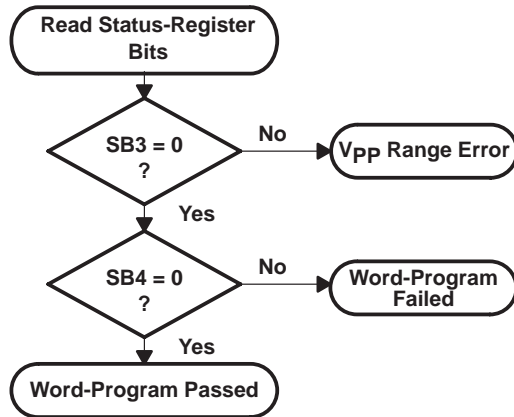 Read Status-Register
Bits
SB3 = 0
?
No
VPP Range Error
Yes
SB4 = 0
?
No
Word-Program
Failed
Yes
Word-Program Passed